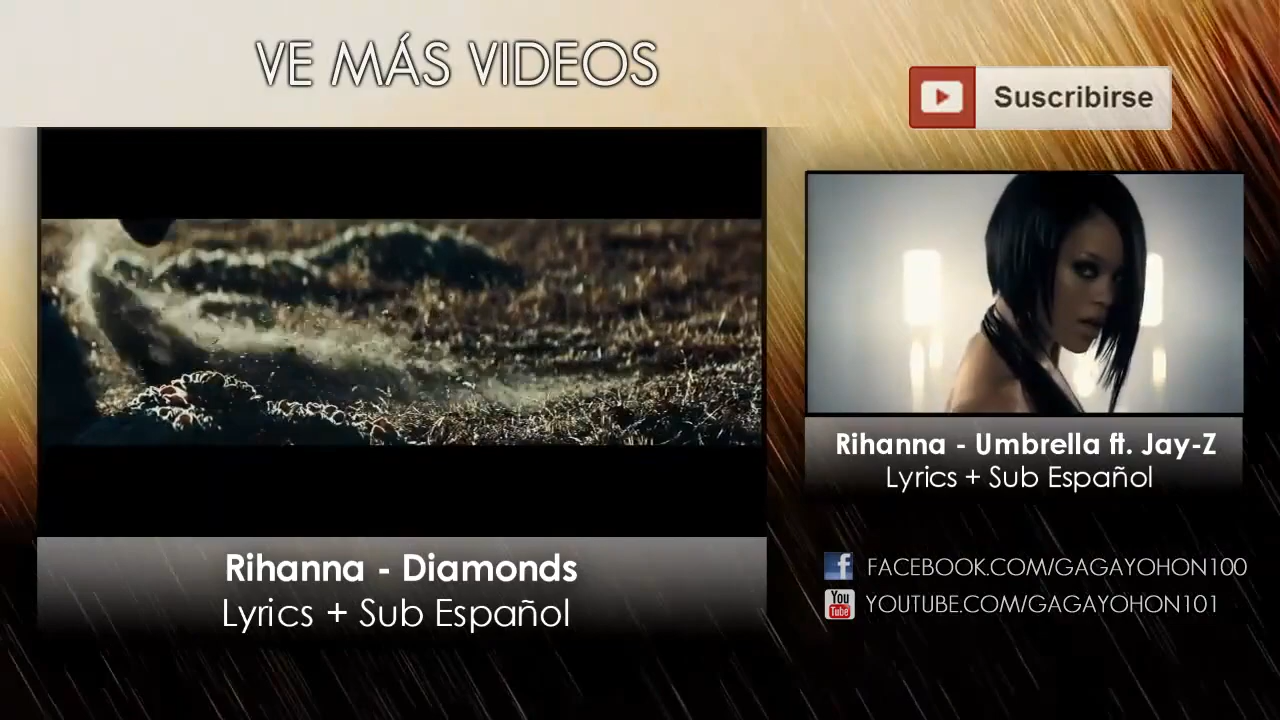 VE MÁS VIDEOS
Suscribirse
Rihanna - Umbrella ft. Jay-Z
Lyrics + Sub Español
Rihanna - Diamonds
Lyrics + Sub Español
FACEBOOK.COM/GAGAYOHON100
You
Tube
YOUTUBE.COM/GAGAYOHON101